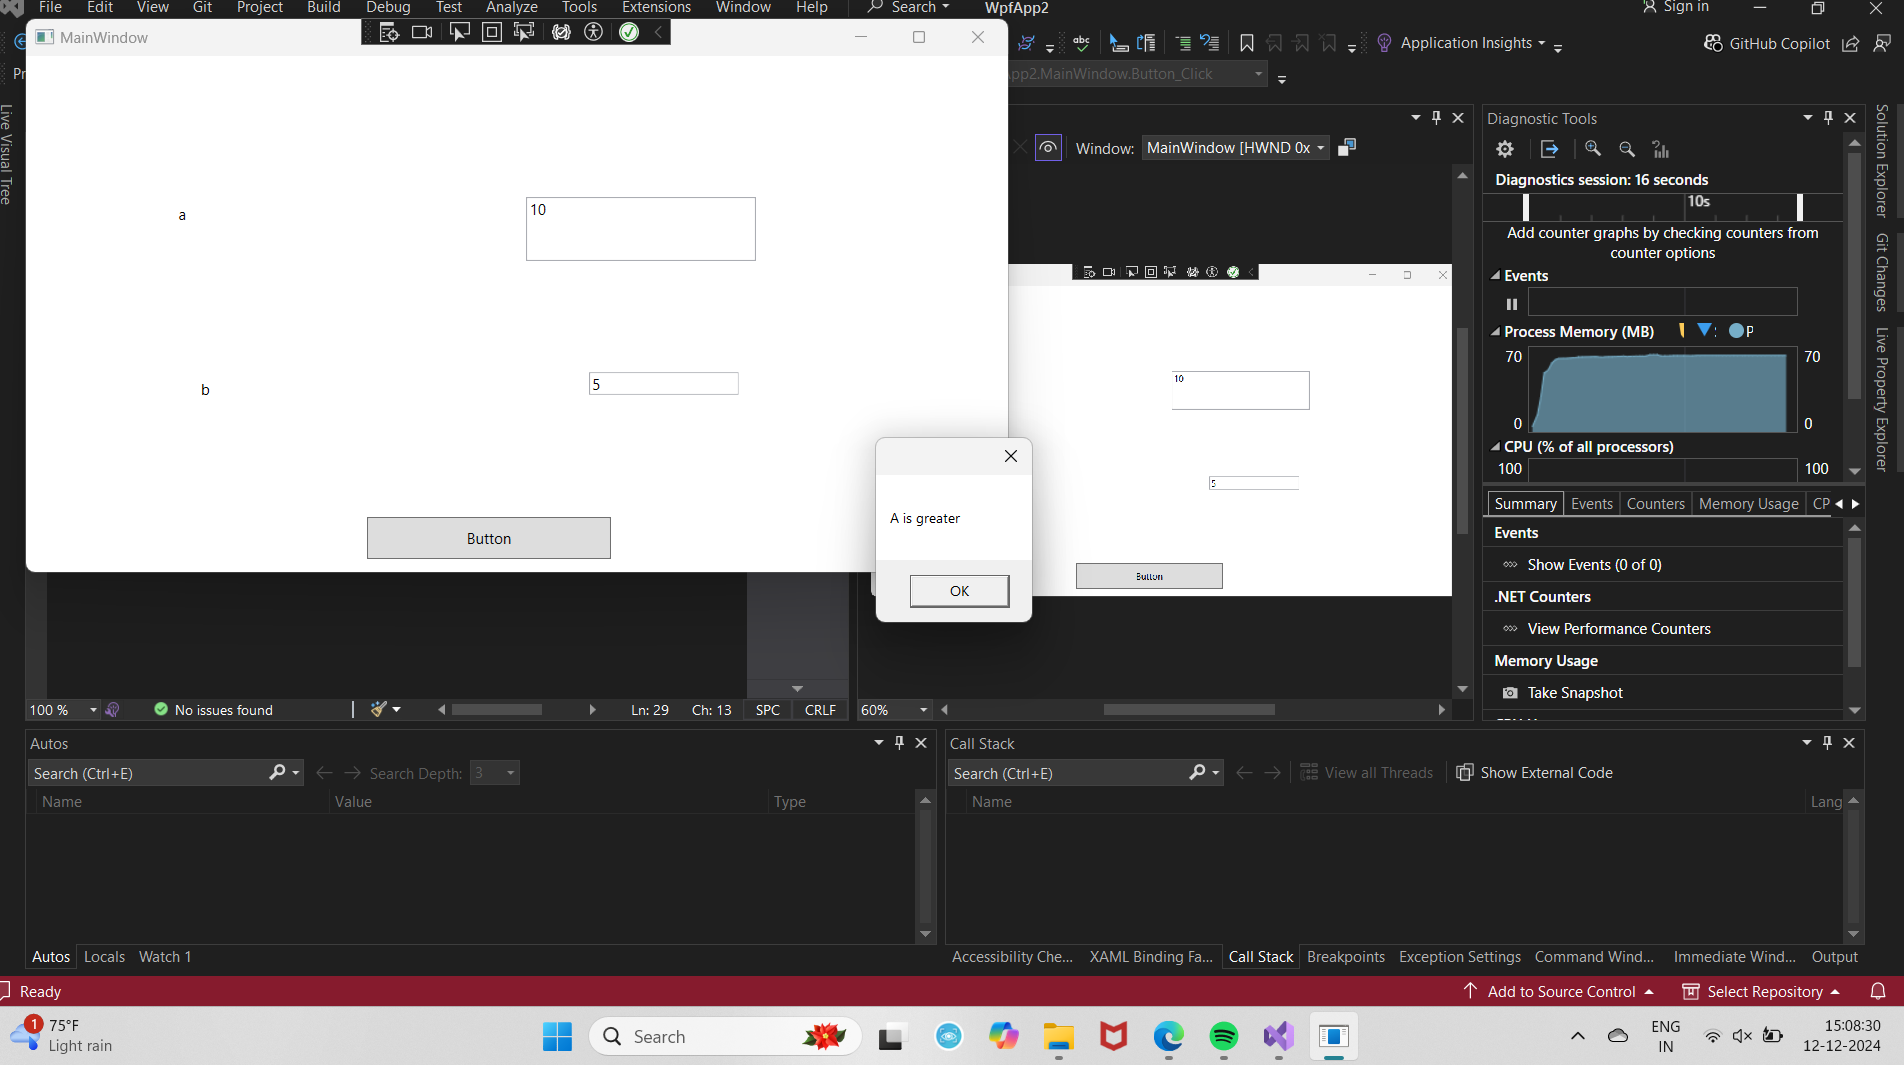 File Edit View Git Project Build Debug Test Analyze Tools Extensions Window Help Search WpfApp2 Sign in
MainWindow
Application Insights
GitHub Copilot
App2.MainWindow.Button_Click
Live Visual Tree
a
10
b
5
Button
A is greater
OK
Window: MainWindow [HWND 0x
10
5
Button
Diagnostic Tools
Diagnostics session: 16 seconds
10s
Add counter graphs by checking counters from
counter options
Events
Process Memory (MB) P
70 70
0 0
CPU (% of all processors)
100 100
Summary Events Counters Memory Usage CP
Events
Show Events (0 of 0)
.NET Counters
View Performance Counters
Memory Usage
Take Snapshot
Solution Explorer
Git Changes
Live Property Explorer
100 % No issues found Ln: 29 Ch: 13 SPC CRLF
60%
Autos
Search (Ctrl+E) Search Depth: 3
Name Value Type
Autos Locals Watch 1
Call Stack
Search (Ctrl+E) View all Threads Show External Code
Name Lang
Accessibility Che... XAML Binding Fa... Call Stack Breakpoints Exception Settings Command Wind... Immediate Wind... Output
Ready Add to Source Control Select Repository
1
75°F
Light rain
Search
ENG
IN
15:08:30
12-12-2024